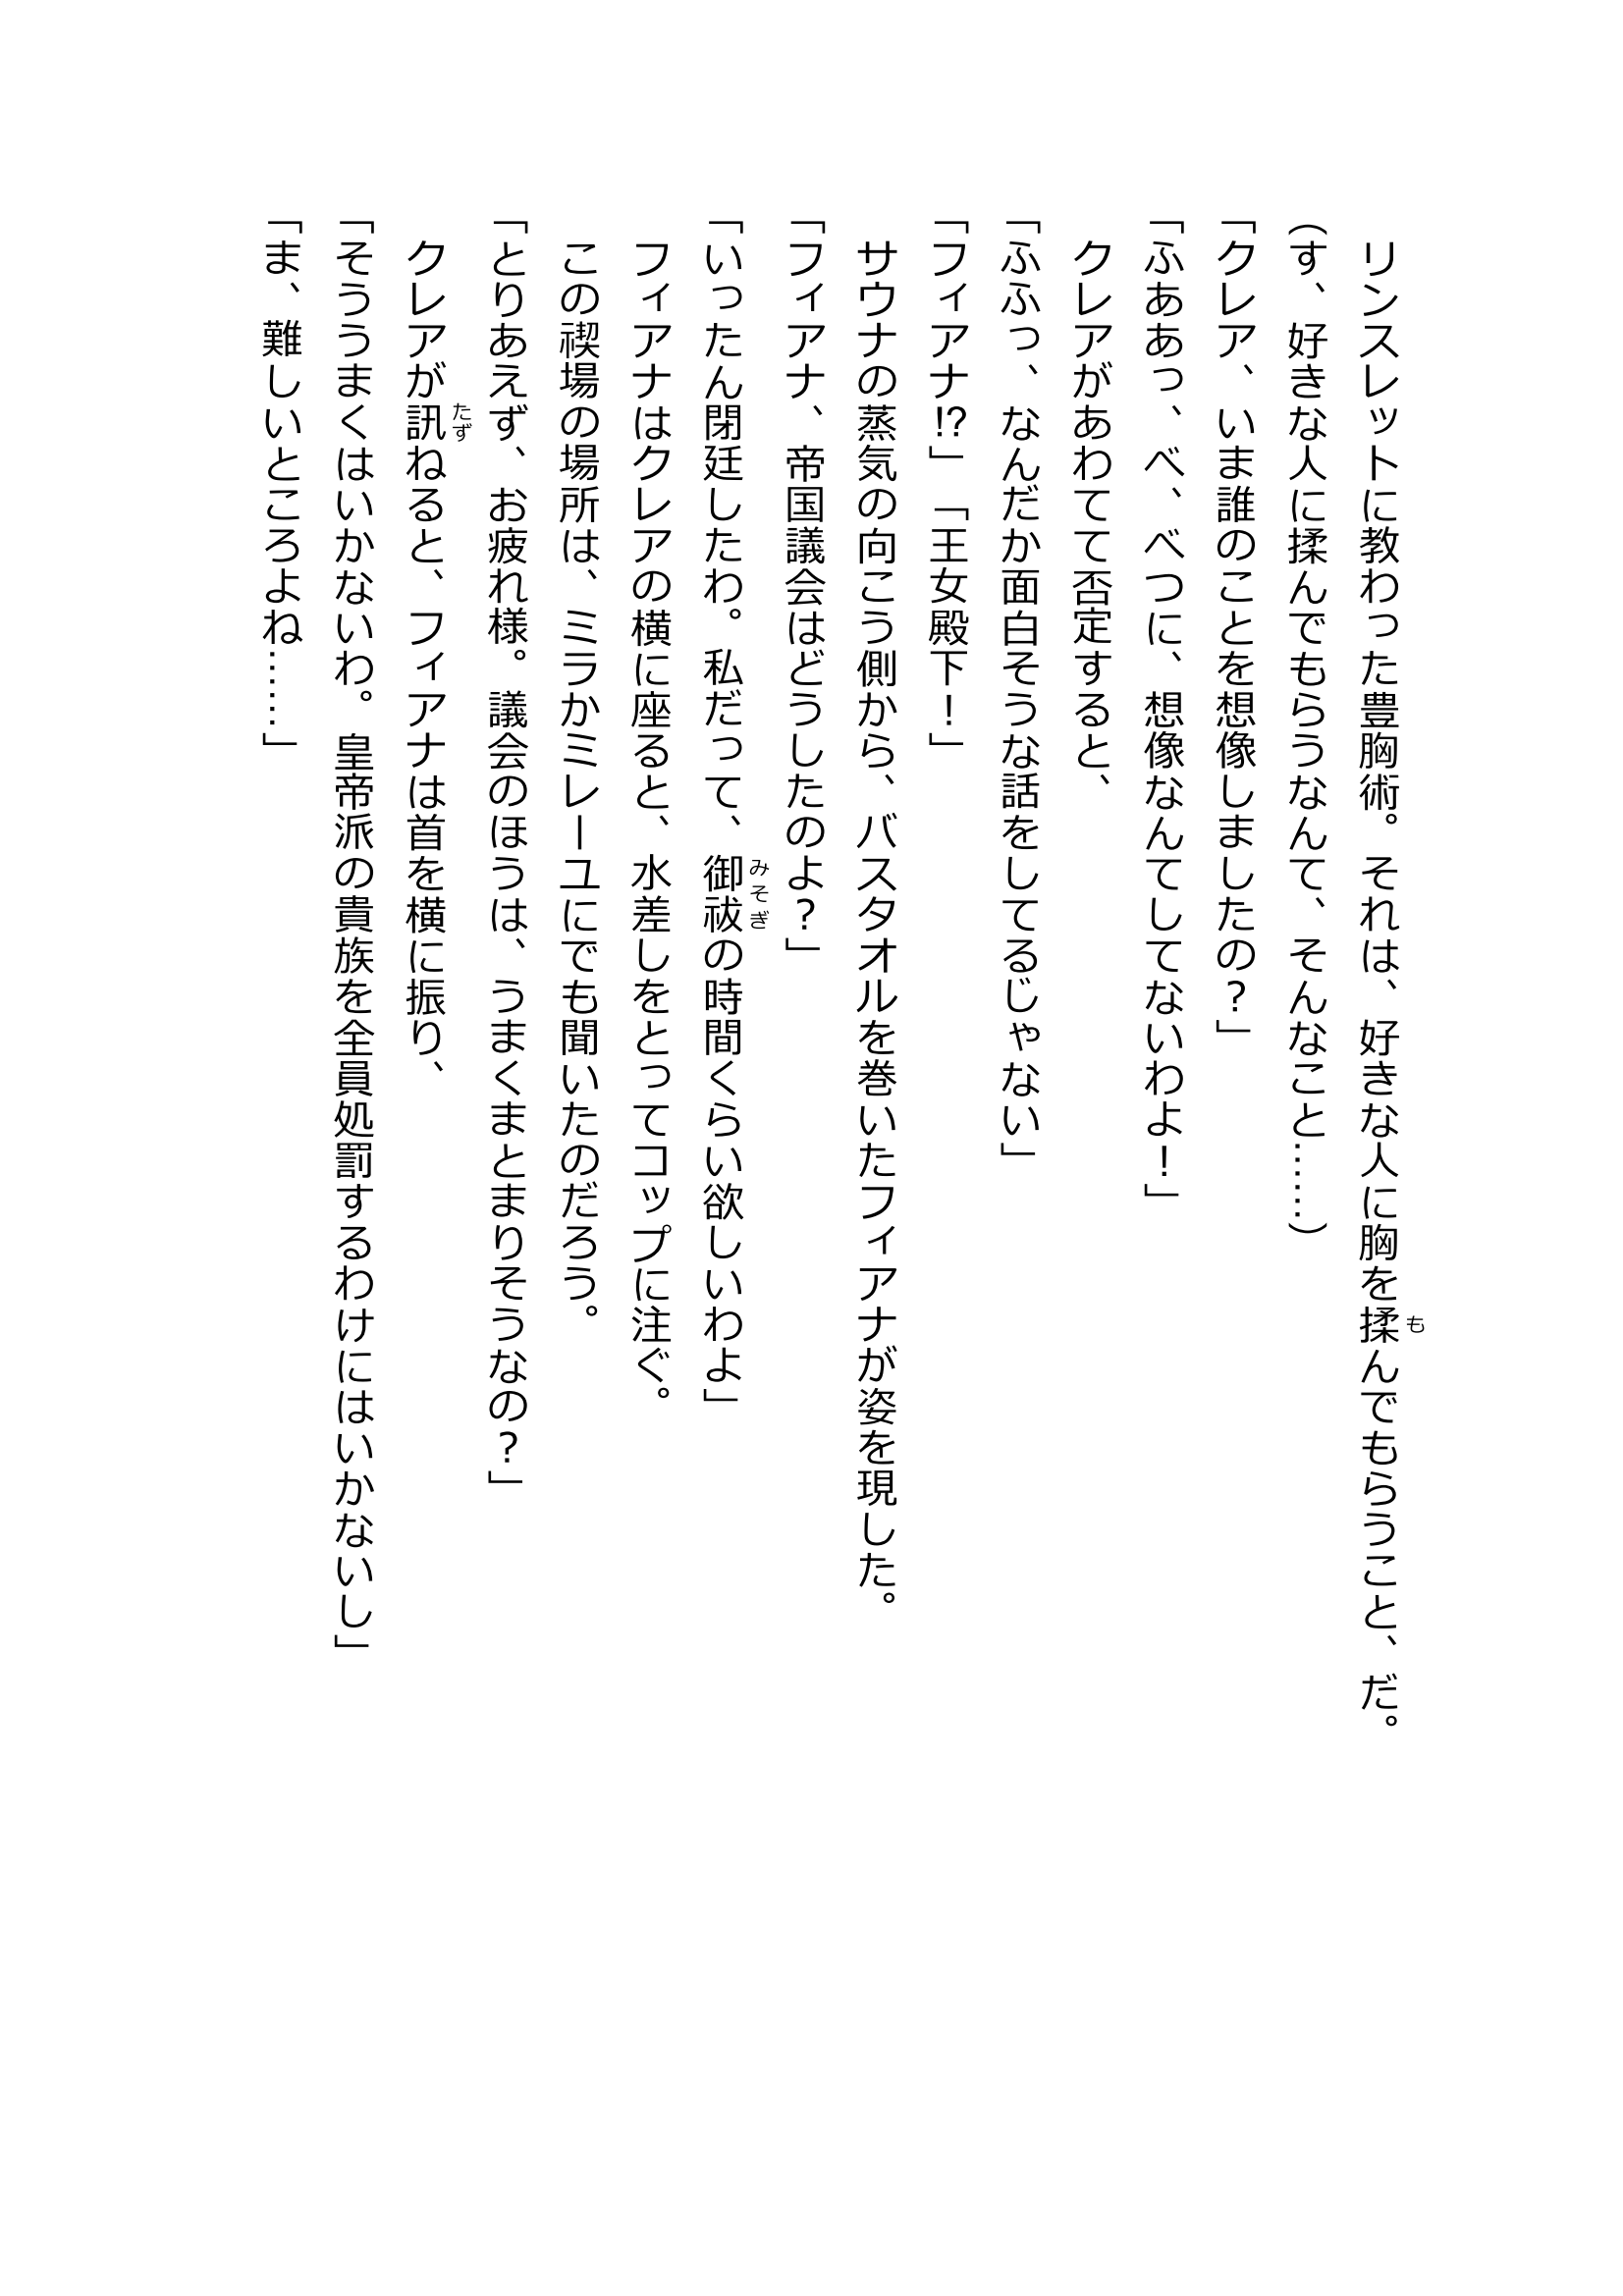 リンスレットに教わった豊胸術。それは、好きな人に胸を揉んでもらうこと、だ。
(す、好きな人に揉んでもらうなんて、そんなこと……)
「クレア、いま誰のことを想像しましたの?」
「ふああっ、べ、べつに、想像なんてしてないわよ!」
クレアがあわてて否定すると、
「ふふっ、なんだか面白そうな話をしてるじゃない」
「フィアナ!?」「王女殿下!」
サウナの蒸気の向こう側から、バスタオルを巻いたフィアナが姿を現した。
「フィアナ、帝国議会はどうしたのよ?」
「いったん閉廷したわ。私だって、御祓の時間くらい欲しいわよ」
フィアナはクレアの横に座ると、水差しをとってコップに注ぐ。
この禊場の場所は、ミラかミレーユにでも聞いたのだろう。
「とりあえず、お疲れ様。議会のほうは、うまくまとまりそうなの?」
クレアが訊ねると、フィアナは首を横に振り、
「そううまくはいかないわ。皇帝派の貴族を全員処罰するわけにはいかないし」
「ま、難しいところよね……」